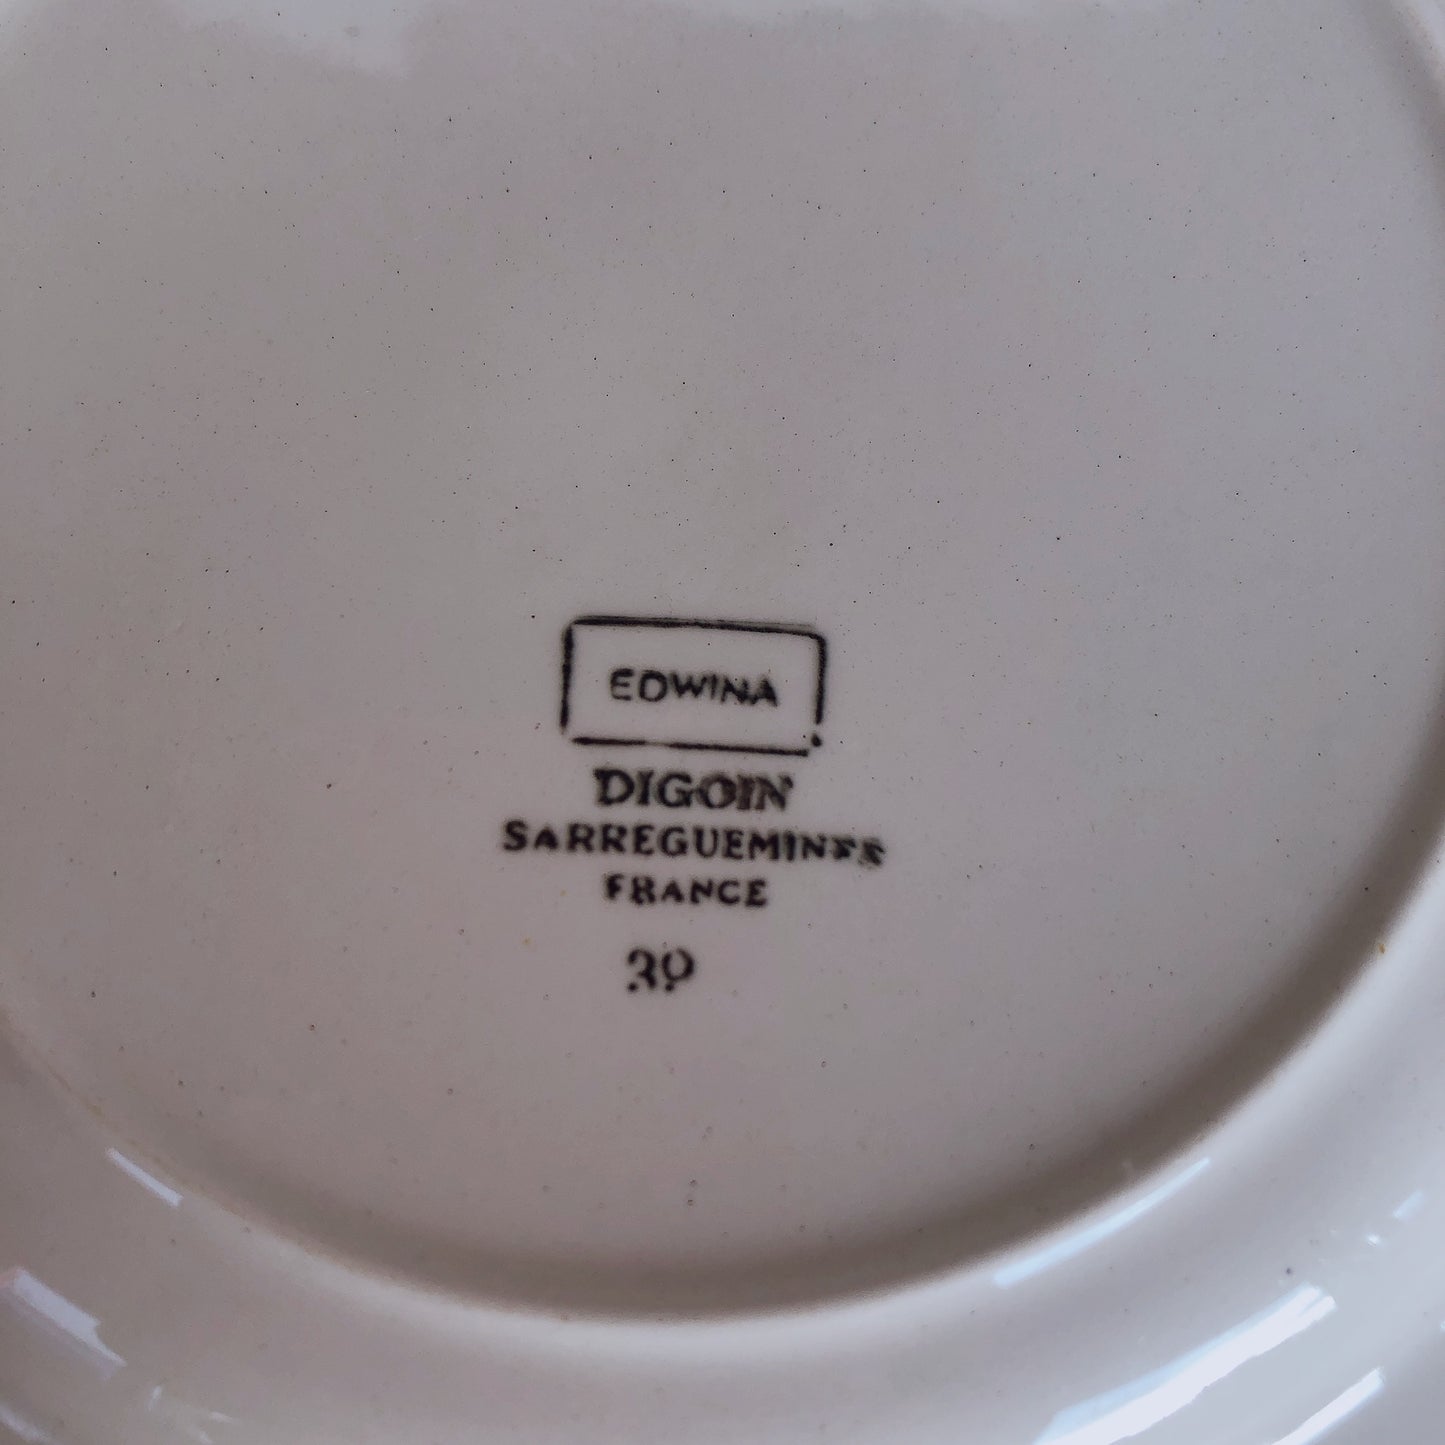 EDWINA
DIGOIN
SARREGUEMINES
FRANCE
39